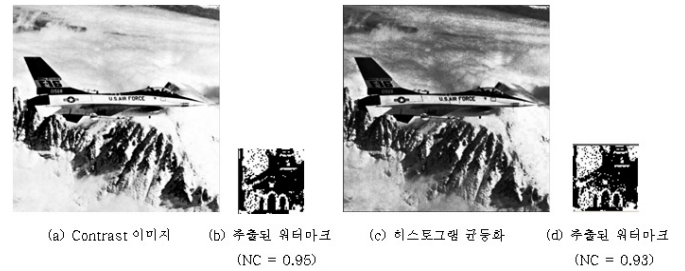 F16
U.S. AIR FORCE
U.S. AIR FORCE
(a) Contrast 이미지
(b) 추출된 워터마크
(NC = 0.95)
(c) 히스토그램 균등화
(d) 추출된 워터마크
(NC = 0.93)